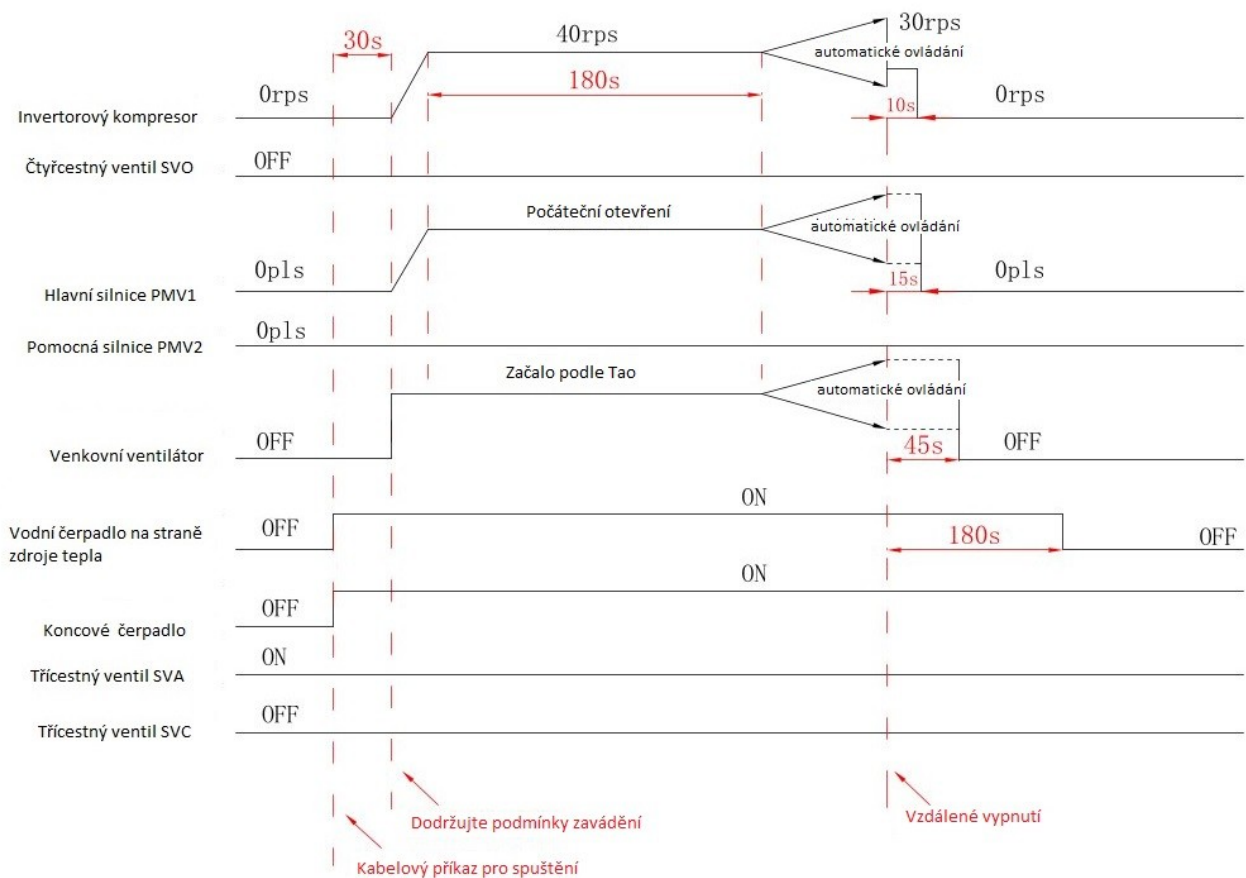 30s
40rps
30rps
automatické ovládání
180s
0rps
10s
0rps
Invertorový kompresor
OFF
Čtyřcestný ventil SVO
Počáteční otevření
automatické ovládání
0pls
15s
0pls
Hlavní silnice PMV1
0pls
Pomocná silnice PMV2
Začalo podle Tao
automatické ovládání
OFF
45s
OFF
Venkovní ventilátor
ON
Vodní čerpadlo na straně
zdroje tepla
OFF
180s
OFF
ON
OFF
Koncové čerpadlo
ON
Třícestný ventil SVA
OFF
Třícestný ventil SVC
Dodržujte podmínky zavádění
Vzdálené vypnutí
Kabelový příkaz pro spuštění